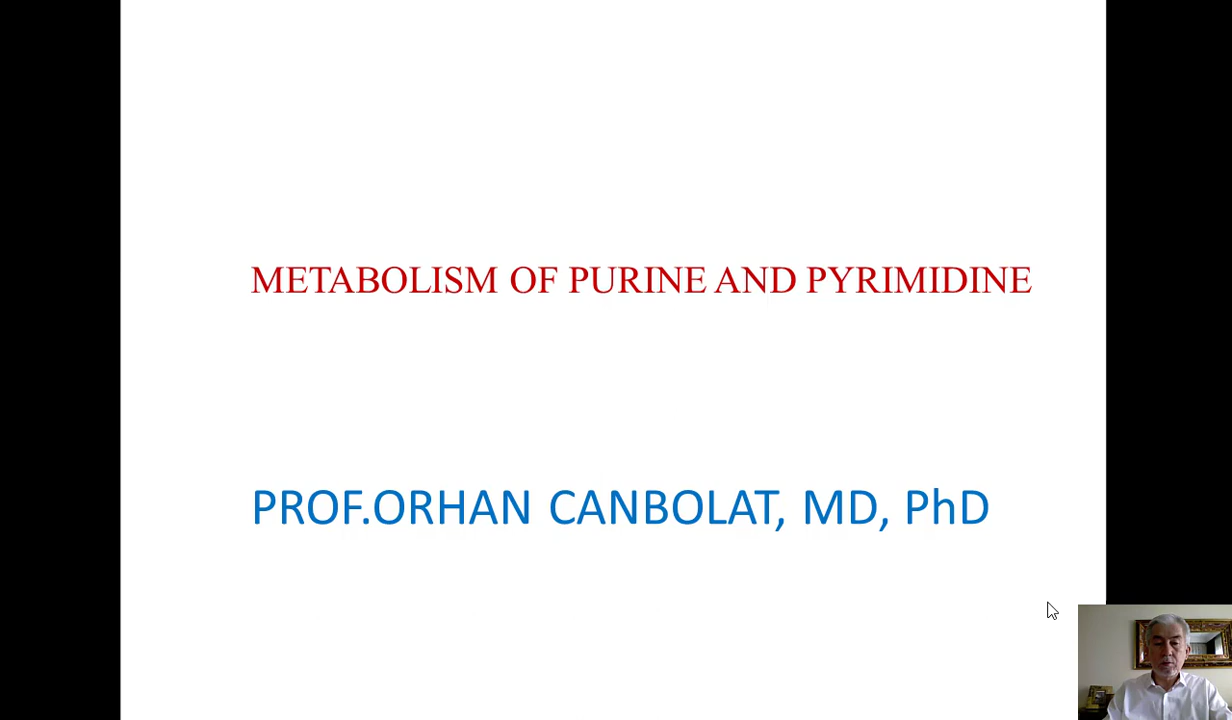 METABOLISM OF PURINE AND PYRIMIDINE
PROF.ORHAN CANBOLAT, MD, PhD